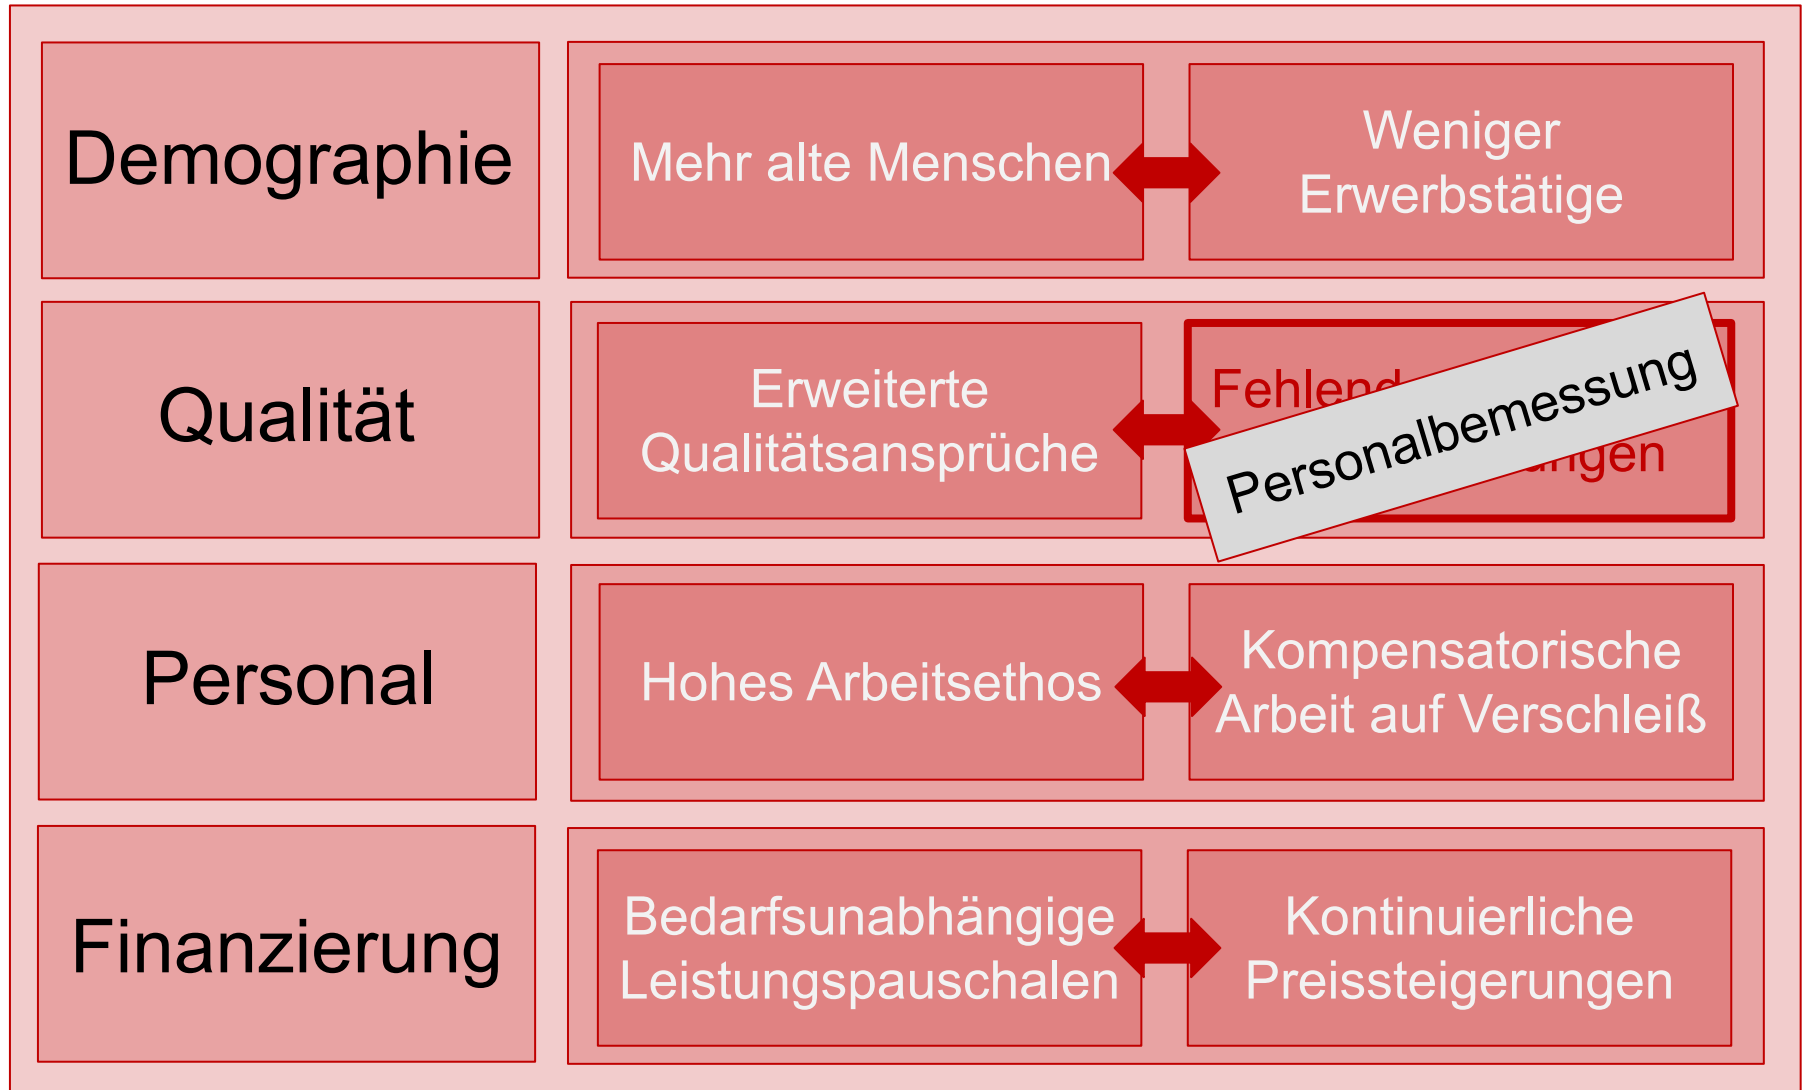 Demographie
Mehr alte Menschen
Weniger
Erwerbstätige
Qualität
Erweiterte
Qualitätsansprüche
Personalbemessung
Personal
Hohes Arbeitsethos
Kompensatorische
Arbeit auf Verschleiß
Finanzierung
Bedarfsunabhängige
Leistungspauschalen
Kontinuierliche
Preissteigerungen